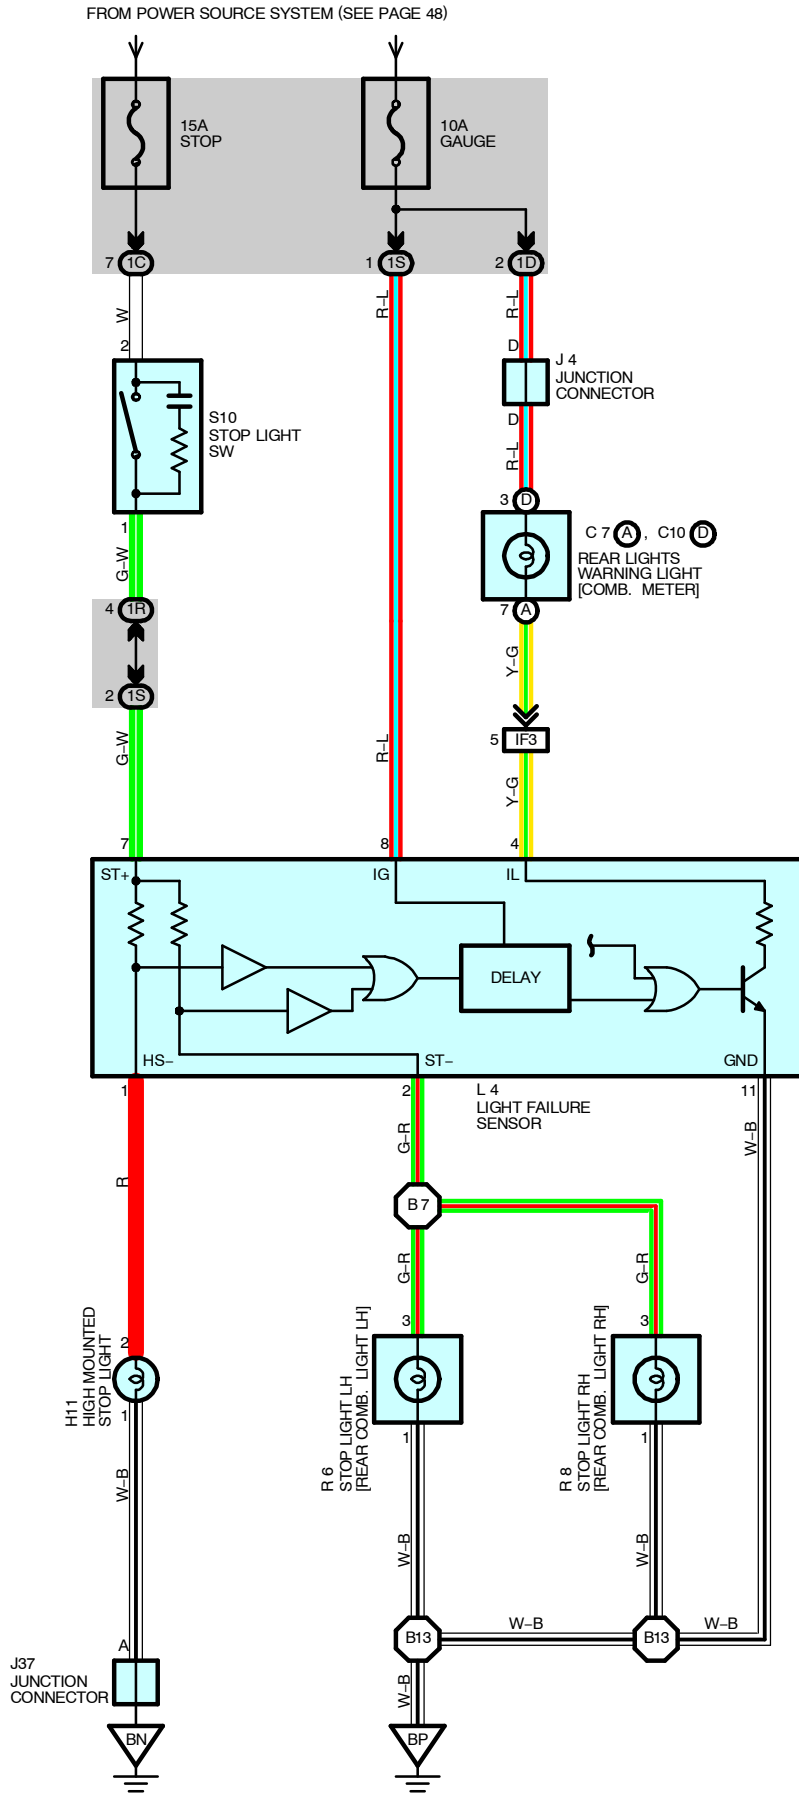 FROM POWER SOURCE SYSTEM (SEE PAGE 48)
15A
STOP
10A
GAUGE
7 1C
1 1S
2 1D
W
R-L
R-L
2
D
J 4
JUNCTION
CONNECTOR
S10
STOP LIGHT
SW
D
R-L
3 D
1
G-W
C 7 A , C10 D
REAR LIGHTS
WARNING LIGHT
[COMB. METER]
4 1R
7 A
Y-G
2 1S
G-W
R-L
5 IF3
Y-G
7
8
4
ST+
IG
IL
DELAY
HS-
ST-
GND
1
2
L 4
LIGHT FAILURE
SENSOR
11
G-R
W-B
R
B 7
G-R
G-R
2
3
3
H11
HIGH MOUNTED
STOP LIGHT
1
1
1
R 6
STOP LIGHT LH
[REAR COMB. LIGHT LH]
R 8
STOP LIGHT RH
[REAR COMB. LIGHT RH]
W-B
W-B
W-B
W-B
W-B
B13
B13
A
J37
JUNCTION
CONNECTOR
W-B
BN
BP